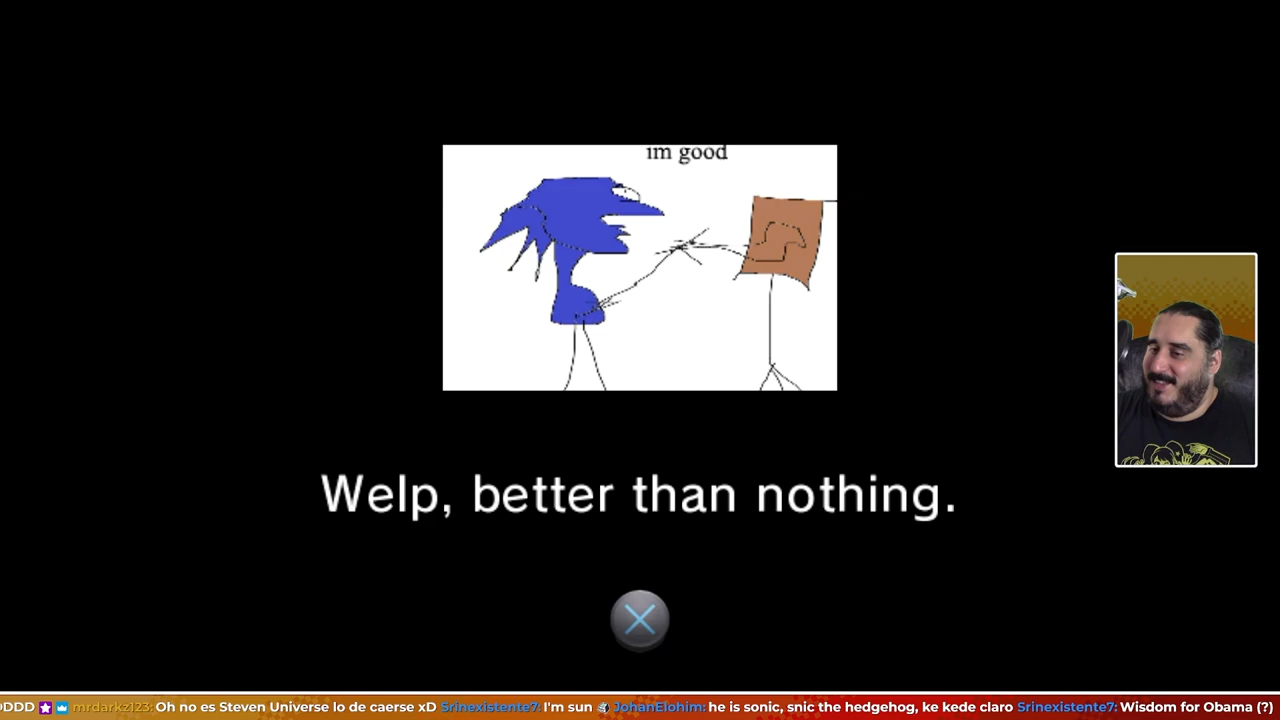 im good
Welp, better than nothing.
DDD mrdarkz123: Oh no es Steven Universe lo de caerse xD Srinexistente7: I'm sun JohanElohim: he is sonic, snic the hedgehog, ke kede claro Srinexistente7: Wisdom for Obama (?)